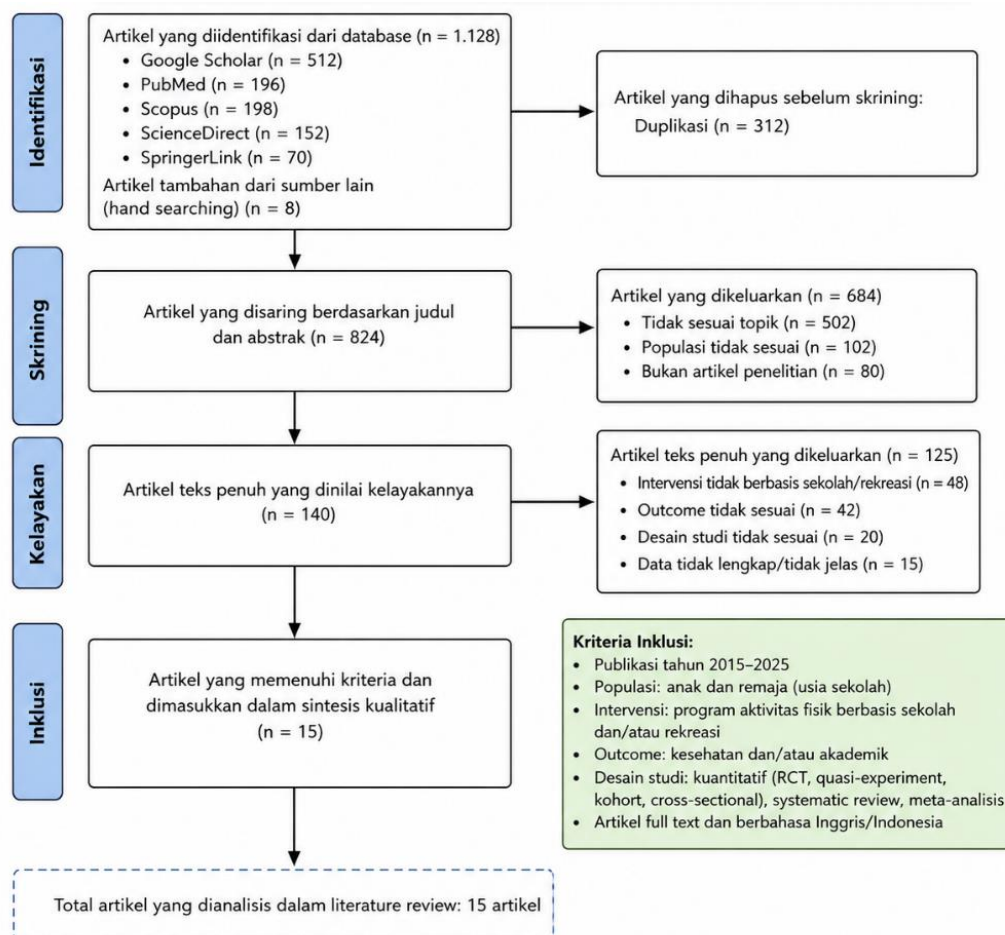 Identifikasi
Artikel yang diidentifikasi dari database (n = 1.128)
• Google Scholar (n = 512)
• PubMed (n = 196)
• Scopus (n = 198)
• ScienceDirect (n = 152)
• SpringerLink (n = 70)
Artikel tambahan dari sumber lain
(hand searching) (n = 8)
Artikel yang dihapus sebelum skrining:
Duplikasi (n = 312)
Skrining
Artikel yang disaring berdasarkan judul
dan abstrak (n = 824)
Artikel yang dikeluarkan (n = 684)
• Tidak sesuai topik (n = 502)
• Populasi tidak sesuai (n = 102)
• Bukan artikel penelitian (n = 80)
Kelayakan
Artikel teks penuh yang dinilai kelayakannya
(n = 140)
Artikel teks penuh yang dikeluarkan (n = 125)
• Intervensi tidak berbasis sekolah/rekreasi (n = 48)
• Outcome tidak sesuai (n = 42)
• Desain studi tidak sesuai (n = 20)
• Data tidak lengkap/tidak jelas (n = 15)
Inklusi
Artikel yang memenuhi kriteria dan
dimasukkan dalam sintesis kualitatif
(n = 15)
Kriteria Inklusi:
• Publikasi tahun 2015–2025
• Populasi: anak dan remaja (usia sekolah)
• Intervensi: program aktivitas fisik berbasis sekolah
dan/atau rekreasi
• Outcome: kesehatan dan/atau akademik
• Desain studi: kuantitatif (RCT, quasi-experiment,
kohort, cross-sectional), systematic review, meta-analisis
• Artikel full text dan berbahasa Inggris/Indonesia
Total artikel yang dianalisis dalam literature review: 15 artikel